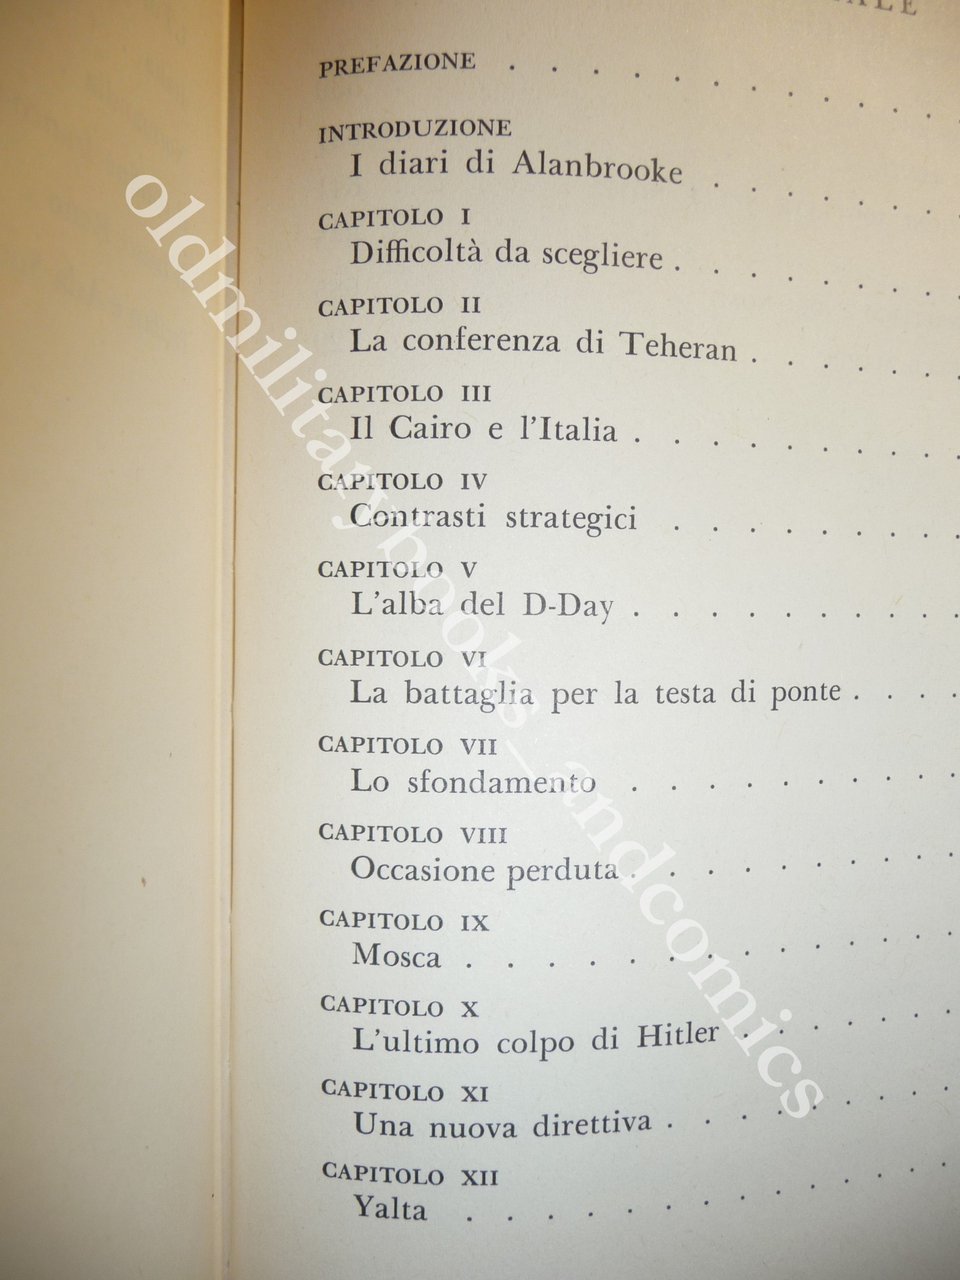 PREFAZIONE . . . . . . . . . . . .
INTRODUZIONE
I diari di Alanbrooke . . . . . . .
CAPITOLO I
Difficoltà da scegliere . . . . . . . .
CAPITOLO II
La conferenza di Teheran . . . . . .
CAPITOLO III
Il Cairo e l'Italia . . . . . . . . .
CAPITOLO IV
Contrasti strategici . . . . . . . .
CAPITOLO V
L'alba del D-Day . . . . . . . . .
CAPITOLO VI
La battaglia per la testa di ponte . . . .
CAPITOLO VII
Lo sfondamento . . . . . . . . .
CAPITOLO VIII
Occasione perduta . . . . . . . . .
CAPITOLO IX
Mosca . . . . . . . . . . . . .
CAPITOLO X
L'ultimo colpo di Hitler . . . . . .
CAPITOLO XI
Una nuova direttiva . . . . . . . .
CAPITOLO XII
Yalta . . . . . . . . . . . . .
oldmilitarybooks_andcomics